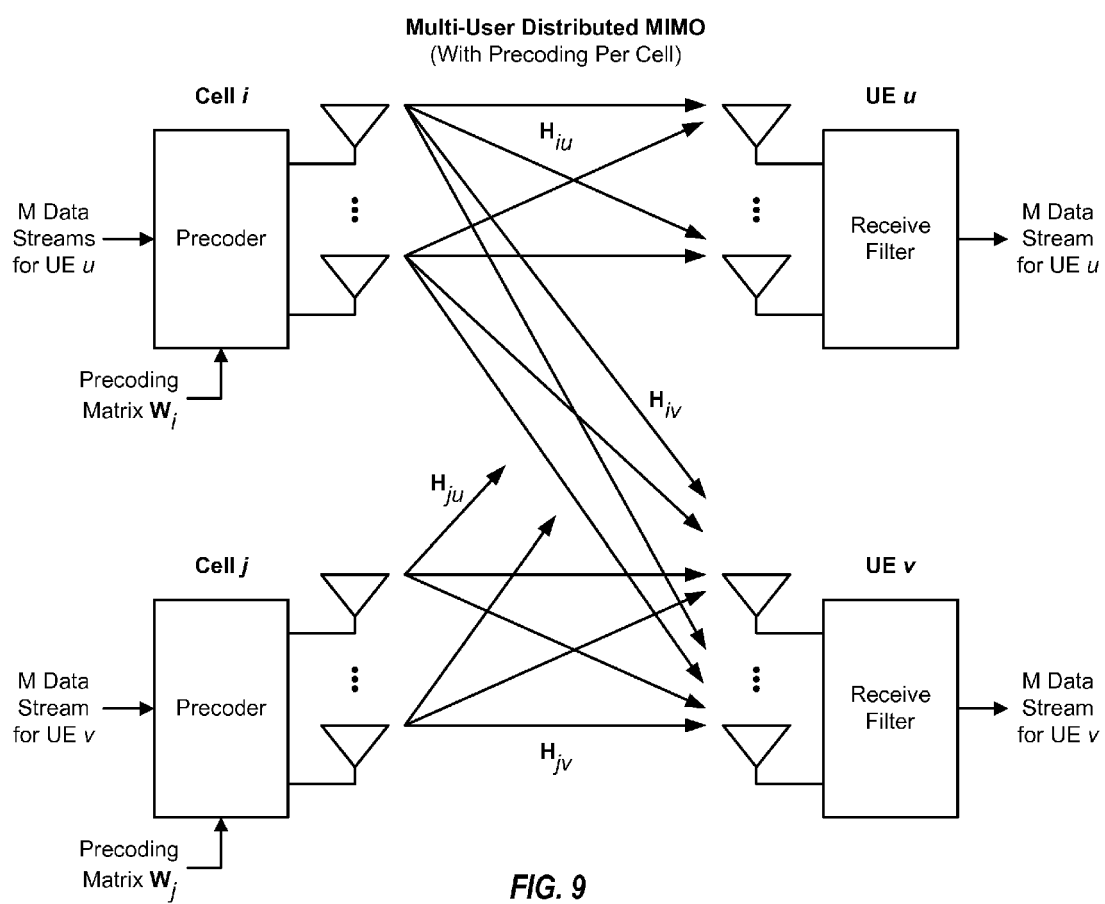 Multi-User Distributed MIMO
(With Precoding Per Cell)
Cell i
UE u
H_iu
M Data
Streams
for UE u
Precoder
Receive
Filter
M Data
Stream
for UE u
Precoding
Matrix W_i
H_iv
H_ju
Cell j
UE v
M Data
Stream
for UE v
Precoder
Receive
Filter
M Data
Stream
for UE v
H_jv
Precoding
Matrix W_j
FIG. 9